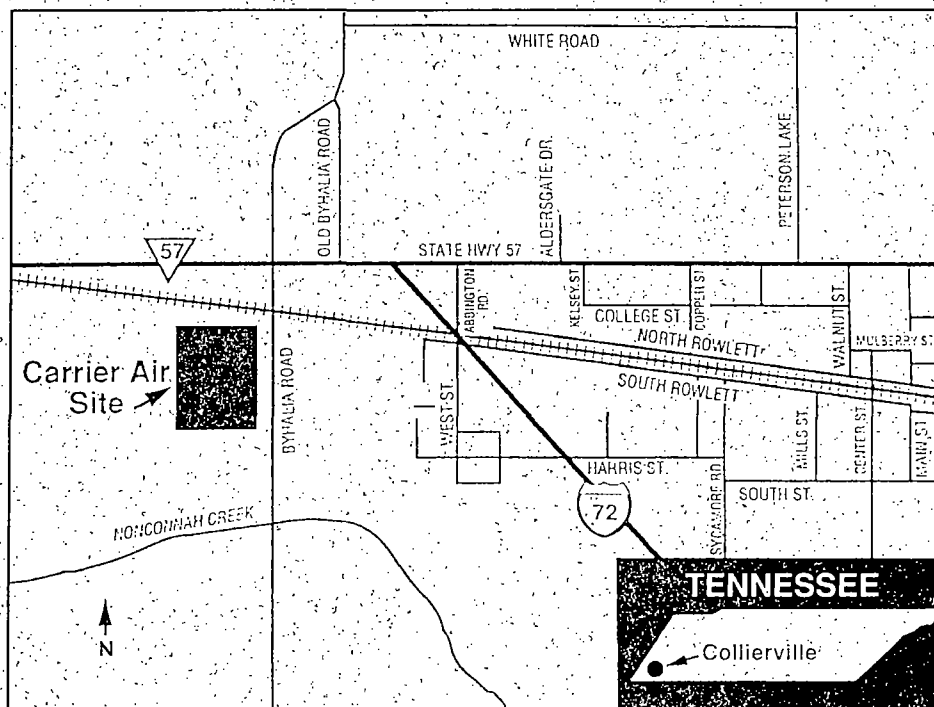 WHITE ROAD
OLD BYHALIA ROAD
ALDERSGATE DR.
PETERSON LAKE
57
STATE HWY 57
ABBINGTON RD.
KELSEY ST
COLLEGE ST.
COPPER ST
WALNUT ST.
NORTH ROWLETT
MULBERRY ST
SOUTH ROWLETT
Carrier Air
Site
BYHALIA ROAD
WEST ST.
HARRIS ST.
SYCAMORE RD
MILLS ST.
CENTER ST.
MAIN ST.
SOUTH ST.
72
NONCONNAH CREEK
N
TENNESSEE
Collierville